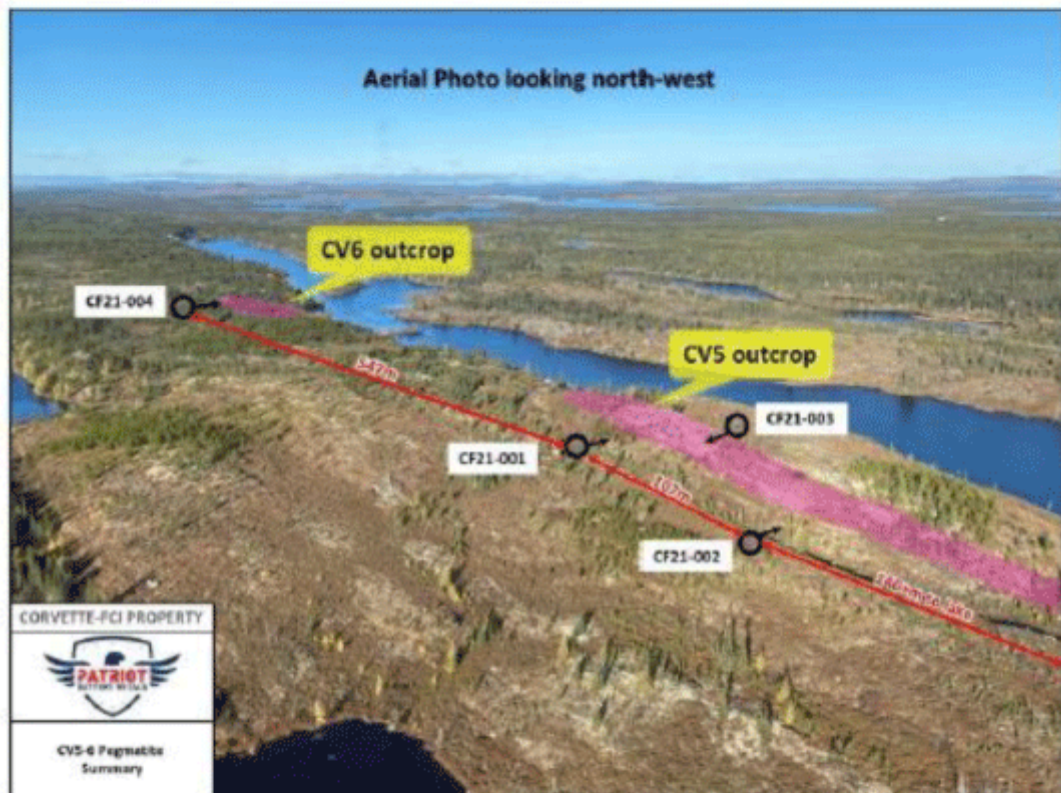 Aerial Photo looking north-west
CV6 outcrop
CF21-004
CV5 outcrop
CF21-003
CF21-001
CF21-002
CORVETTE-FCI PROPERTY
PATRIOT
CV5-6 Pegmatite
Summary